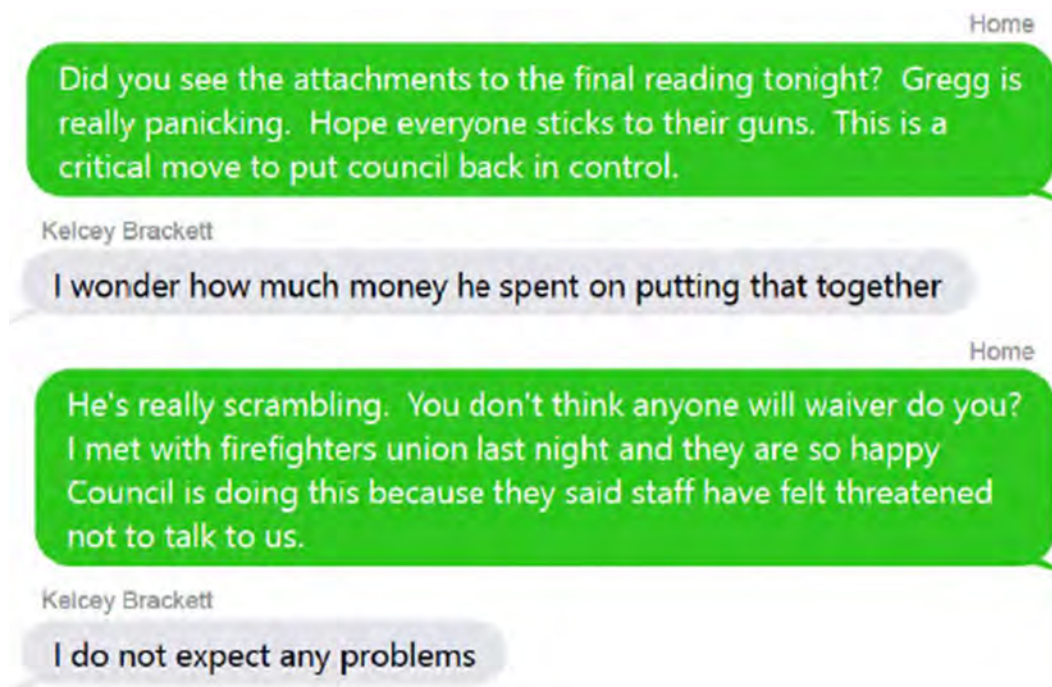 Home
Did you see the attachments to the final reading tonight?  Gregg is
really panicking.  Hope everyone sticks to their guns.  This is a
critical move to put council back in control.
Kelcey Brackett
I wonder how much money he spent on putting that together
Home
He's really scrambling.  You don't think anyone will waiver do you?
I met with firefighters union last night and they are so happy
Council is doing this because they said staff have felt threatened
not to talk to us.
Kelcey Brackett
I do not expect any problems